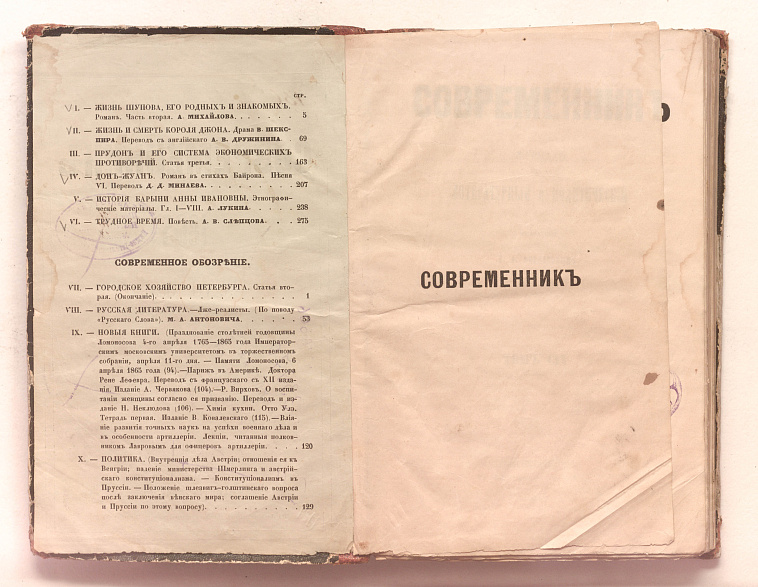 СТР.
I. — ЖИЗНЬ ШУПОВА, ЕГО РОДНЫХЪ И ЗНАКОМЫХЪ.
Романъ. Часть вторая. А. МИХАЙЛОВА. . . . . . . 5
II. — ЖИЗНЬ И СМЕРТЬ КОРОЛЯ ДЖОНА. Драма В. ШЕКС-
ПИРА. Переводъ съ англійскаго А. В. ДРУЖИНИНА. . 69
III. — ПРУДОНЪ И ЕГО СИСТЕМА ЭКОНОМИЧЕСКИХЪ
ПРОТИВОРѢЧІЙ. Статья третья. . . . . . . . . 163
IV. — ДОНЪ-ЖУАНЪ. Романъ въ стихахъ Байрона. Пѣсня
VI. Переводъ Д. Д. МИНАЕВА. . . . . . . . . 207
V. — ИСТОРІЯ БАРЫНИ АННЫ ИВАНОВНЫ. Этнографи-
ческіе матеріалы. Гл. I—VIII. А. ЛУКИНА. . . . . 238
VI. — ТРУДНОЕ ВРЕМЯ. Повѣсть. А. В. СЛѢПЦОВА. . . 275
СОВРЕМЕННОЕ ОБОЗРѢНІЕ.
VII. — ГОРОДСКОЕ ХОЗЯЙСТВО ПЕТЕРБУРГА. Статья вто-
рая. (Окончаніе). . . . . . . . . . . . . . 1
VIII. — РУССКАЯ ЛИТЕРАТУРА.—Лже-реалисты. (По поводу
«Русскаго Слова»). М. А. АНТОНОВИЧА. . . . . . 53
IX. — НОВЫЯ КНИГИ. (Празднованіе столѣтней годовщины
Ломоносова 4-го апрѣля 1765—1865 года Император-
скимъ московскимъ университетомъ въ торжественномъ
собраніи, апрѣля 11-го дня. — Памяти Ломоносова, 6
апрѣля 1865 года (94).—Парижъ въ Америкѣ. Доктора
Рене Лефевра. Переводъ съ французскаго съ XII изда-
нія. Изданіе А. Червякова (104).—Р. Вирховъ. О воспи-
таніи женщины согласно ея призванію. Переводъ и из-
даніе Н. Неклюдова (106). — Химія кухни. Отто Улэ.
Тетрадь первая. Изданіе В. Ковалевскаго (115).—Влія-
ніе развитія точныхъ наукъ на успѣхи военнаго дѣла и
въ особенности артиллеріи. Лекціи, читанныя полков-
никомъ Лавровымъ для офицеровъ артиллеріи. . . . 120
X. — ПОЛИТИКА. (Внутреннія дѣла Австріи; отношенія ея къ
Венгріи; паденіе министерства Шмерлинга и австрій-
скаго конституціонализма. — Конституціонализмъ въ
Пруссіи. — Положеніе шлезвигъ-голштинскаго вопроса
послѣ заключенія вѣнскаго мира; соглашеніе Австріи
и Пруссіи по этому вопросу). . . . . . . . . . 129
СОВРЕМЕННИКЪ